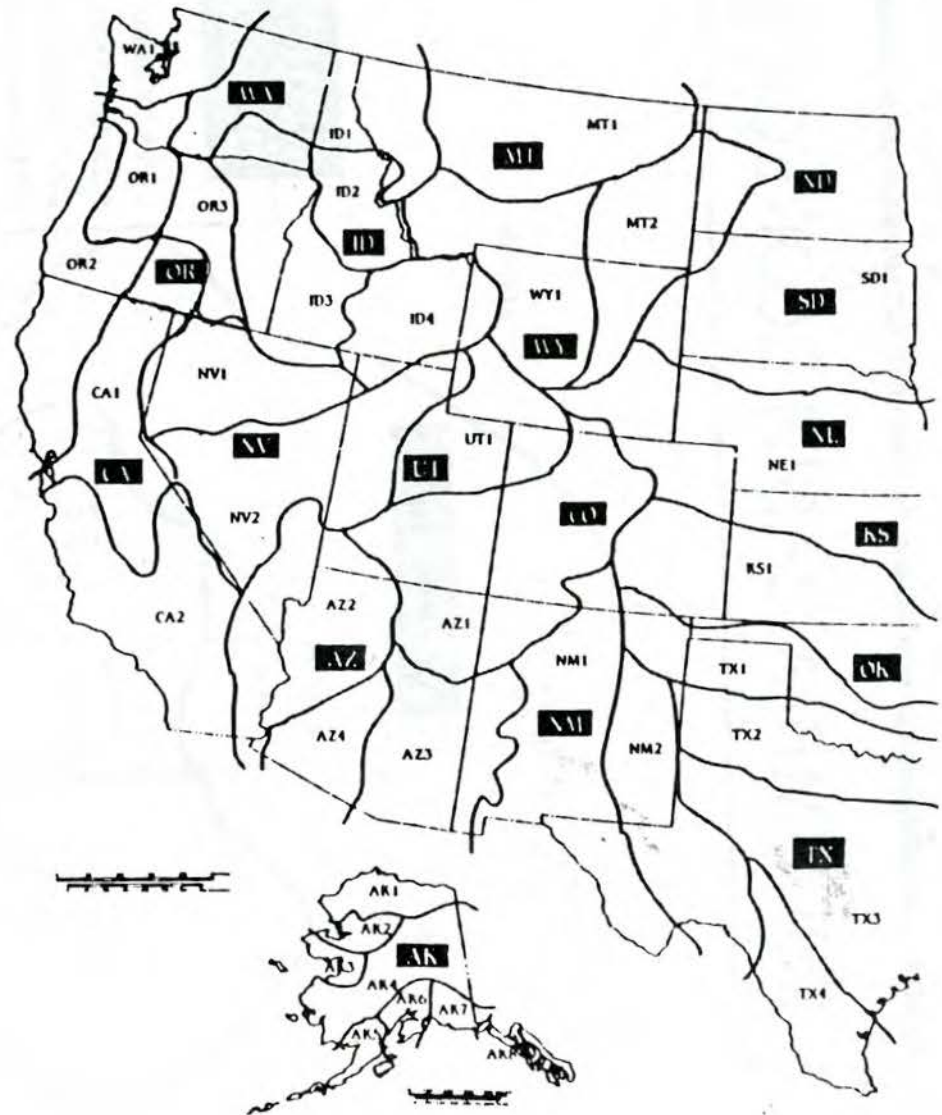 WA1
WA
MT1
ID1
MT
ND
OR1
OR3
ID2
MT2
OR2
OR
ID
SD1
WY1
SD
ID3
ID4
WY
NV1
CA1
NV
UT1
NE1
CA
UT
CO
KS
NV2
KS1
CA2
AZ2
AZ1
AZ
NM1
TX1
OK
AZ4
NM
NM2
TX2
AZ3
TX
TX3
TX4
AK1
AK2
AK
AK3
AK4
AK6
AK7
AK5
AK8